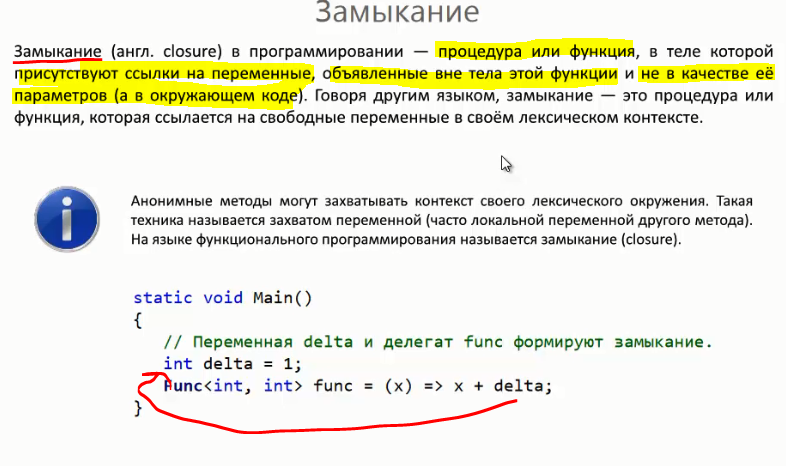 Замыкание
Замыкание (англ. closure) в программировании — процедура или функция, в теле которой
присутствуют ссылки на переменные, объявленные вне тела этой функции и не в качестве её
параметров (а в окружающем коде). Говоря другим языком, замыкание — это процедура или
функция, которая ссылается на свободные переменные в своём лексическом контексте.
Анонимные методы могут захватывать контекст своего лексического окружения. Такая
техника называется захватом переменной (часто локальной переменной другого метода).
На языке функционального программирования называется замыкание (closure).
static void Main()
{
// Переменная delta и делегат func формируют замыкание.
int delta = 1;
Func<int, int> func = (x) => x + delta;
}